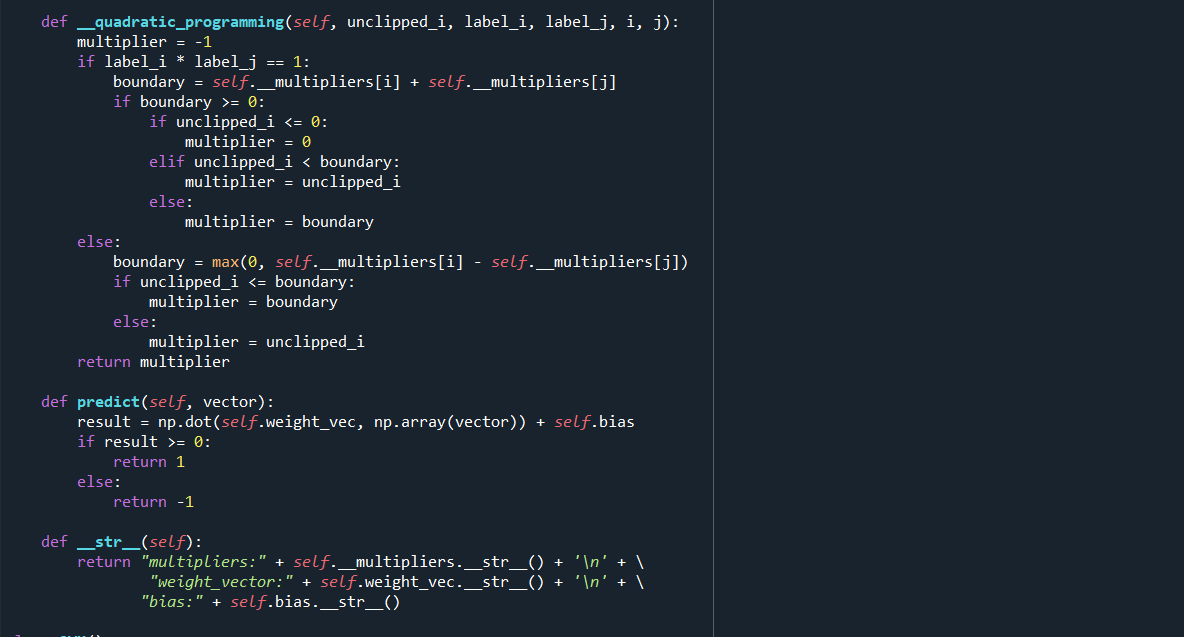 def __quadratic_programming(self, unclipped_i, label_i, label_j, i, j):
multiplier = -1
if label_i * label_j == 1:
boundary = self.__multipliers[i] + self.__multipliers[j]
if boundary >= 0:
if unclipped_i <= 0:
multiplier = 0
elif unclipped_i < boundary:
multiplier = unclipped_i
else:
multiplier = boundary
else:
boundary = max(0, self.__multipliers[i] - self.__multipliers[j])
if unclipped_i <= boundary:
multiplier = boundary
else:
multiplier = unclipped_i
return multiplier
def predict(self, vector):
result = np.dot(self.weight_vec, np.array(vector)) + self.bias
if result >= 0:
return 1
else:
return -1
def __str__(self):
return "multipliers:" + self.__multipliers.__str__() + '\n' + \
"weight_vector:" + self.weight_vec.__str__() + '\n' + \
"bias:" + self.bias.__str__()